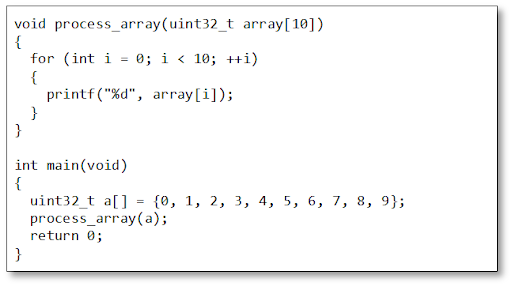 void process_array(uint32_t array[10])
{
  for (int i = 0; i < 10; ++i)
  {
    printf("%d", array[i]);
  }
}

int main(void)
{
  uint32_t a[] = {0, 1, 2, 3, 4, 5, 6, 7, 8, 9};
  process_array(a);
  return 0;
}